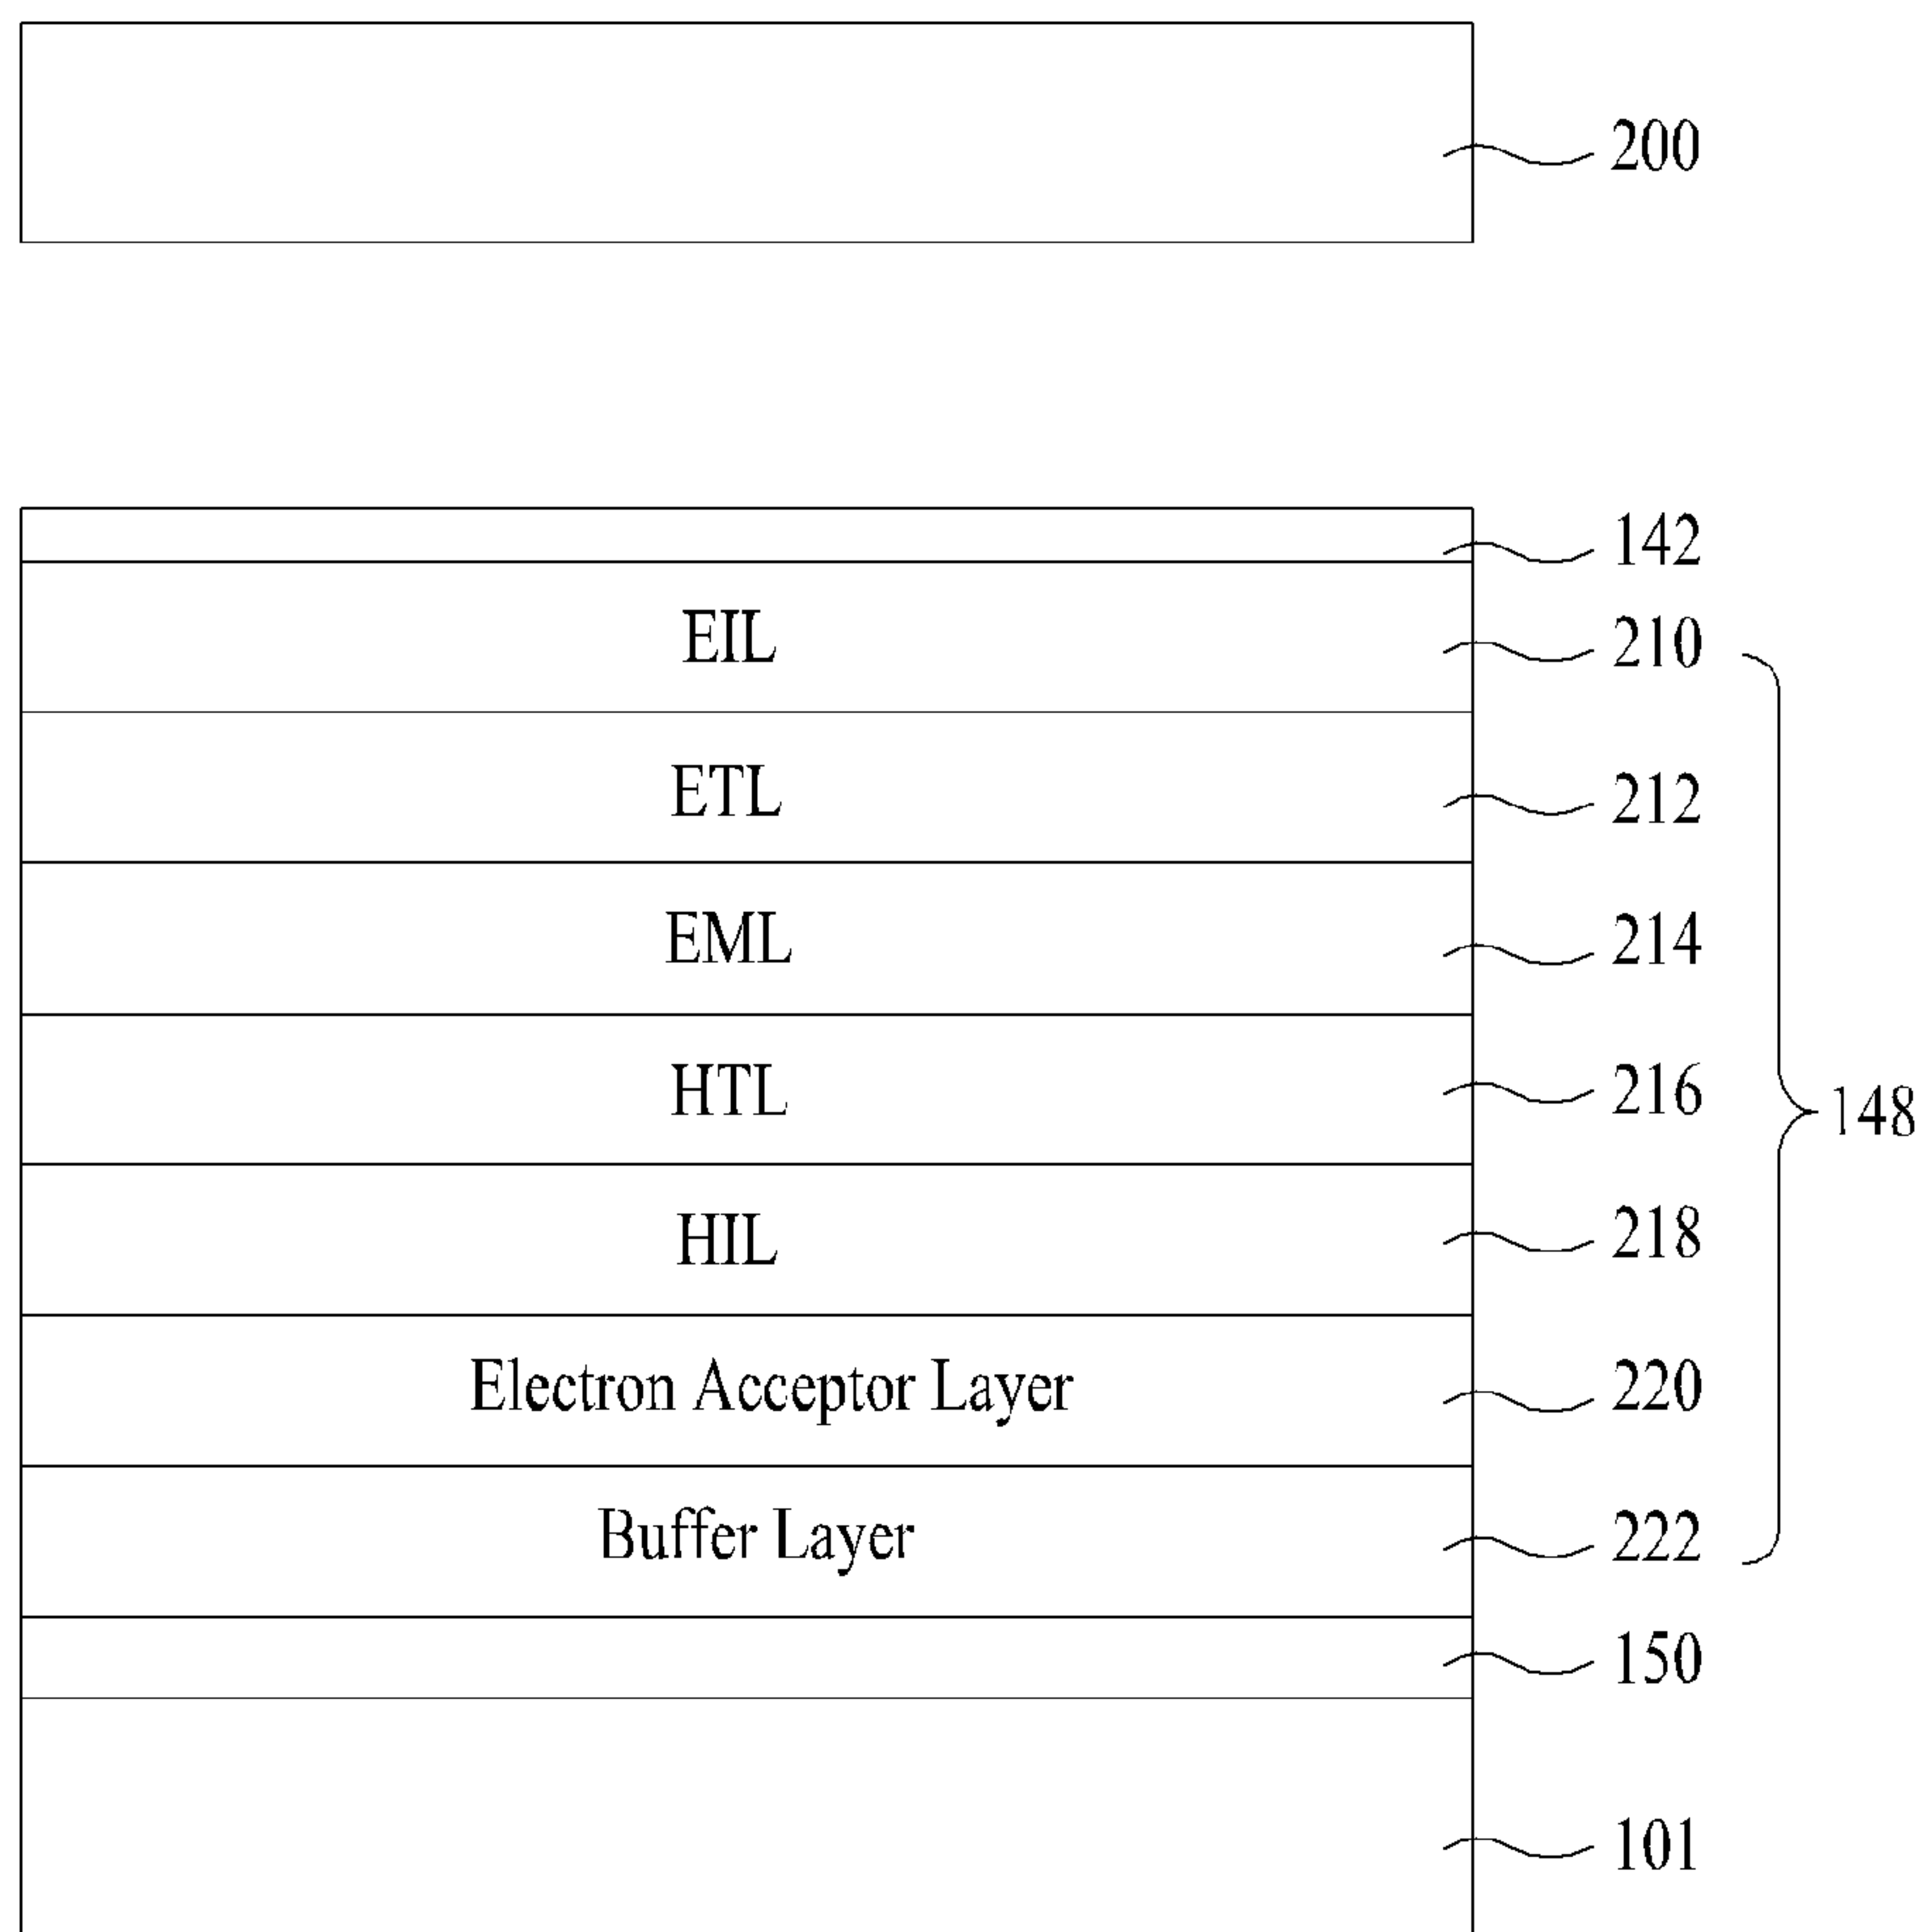 200
142
EIL 210
ETL 212
EML 214
HTL 216
148
HIL 218
Electron Acceptor Layer 220
Buffer Layer 222
150
101